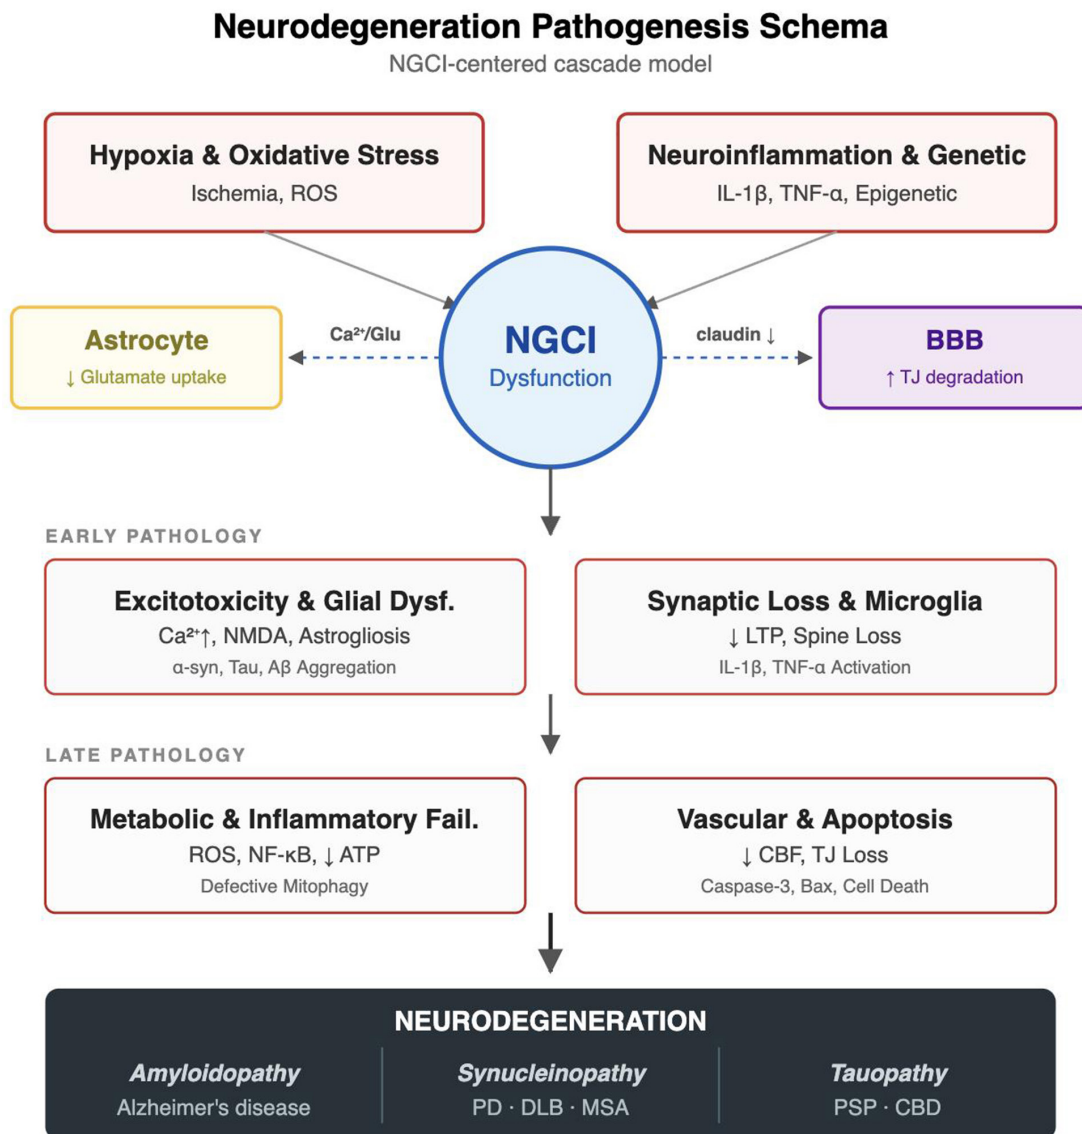 Neurodegeneration Pathogenesis Schema
NGCI-centered cascade model
Hypoxia & Oxidative Stress
Ischemia, ROS
Neuroinflammation & Genetic
IL-1β, TNF-α, Epigenetic
Astrocyte
↓ Glutamate uptake
Ca²⁺/Glu
NGCI
Dysfunction
claudin ↓
BBB
↑ TJ degradation
EARLY PATHOLOGY
Excitotoxicity & Glial Dysf.
Ca²⁺↑, NMDA, Astrogliosis
α-syn, Tau, Aβ Aggregation
Synaptic Loss & Microglia
↓ LTP, Spine Loss
IL-1β, TNF-α Activation
LATE PATHOLOGY
Metabolic & Inflammatory Fail.
ROS, NF-κB, ↓ ATP
Defective Mitophagy
Vascular & Apoptosis
↓ CBF, TJ Loss
Caspase-3, Bax, Cell Death
NEURODEGENERATION
Amyloidopathy
Alzheimer's disease
Synucleinopathy
PD · DLB · MSA
Tauopathy
PSP · CBD